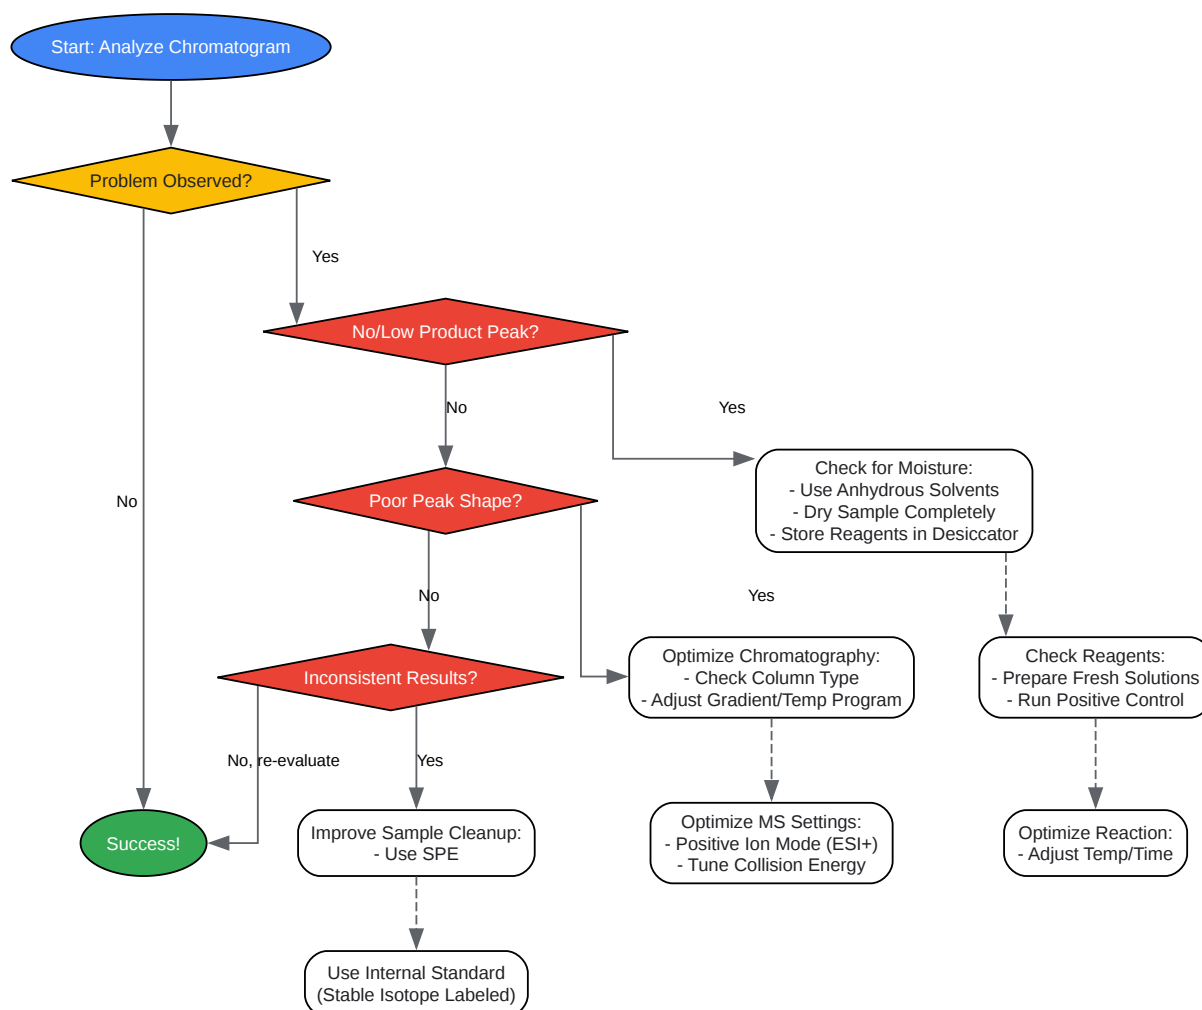 Start: Analyze Chromatogram
Problem Observed?
Yes
No/Low Product Peak?
No
Yes
Check for Moisture:
- Use Anhydrous Solvents
- Dry Sample Completely
- Store Reagents in Desiccator
No
Poor Peak Shape?
No
Yes
Optimize Chromatography:
- Check Column Type
- Adjust Gradient/Temp Program
Check Reagents:
- Prepare Fresh Solutions
- Run Positive Control
Inconsistent Results?
No, re-evaluate
Yes
Success!
Improve Sample Cleanup:
- Use SPE
Optimize MS Settings:
- Positive Ion Mode (ESI+)
- Tune Collision Energy
Optimize Reaction:
- Adjust Temp/Time
Use Internal Standard
(Stable Isotope Labeled)